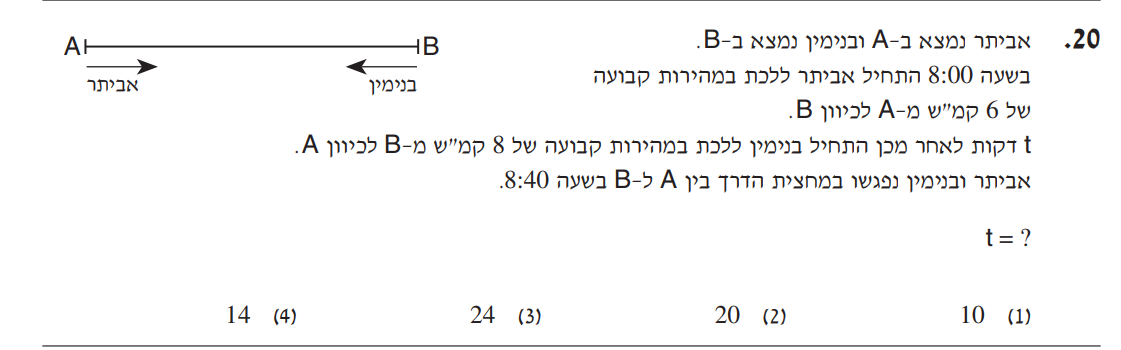 20. אביתר נמצא ב-A ובנימין נמצא ב-B.
בשעה 8:00 התחיל אביתר ללכת במהירות קבועה
של 6 קמ"ש מ-A לכיוון B.
t דקות לאחר מכן התחיל בנימין ללכת במהירות קבועה של 8 קמ"ש מ-B לכיוון A.
אביתר ובנימין נפגשו במחצית הדרך בין A ל-B בשעה 8:40.
A B
אביתר בנימין
t = ?
(1) 10 (2) 20 (3) 24 (4) 14